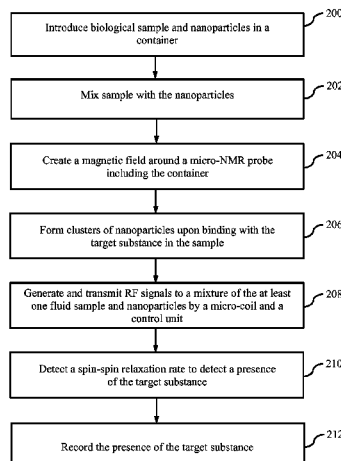 200
Introduce biological sample and nanoparticles in a
container
202
Mix sample with the nanoparticles
204
Create a magnetic field around a micro-NMR probe
including the container
206
Form clusters of nanoparticles upon binding with the
target substance in the sample
208
Generate and transmit RF signals to a mixture of the at least
one fluid sample and nanoparticles by a micro-coil and a
control unit
210
Detect a spin-spin relaxation rate to detect a
presence of the target substance
212
Record the presence of the target substance